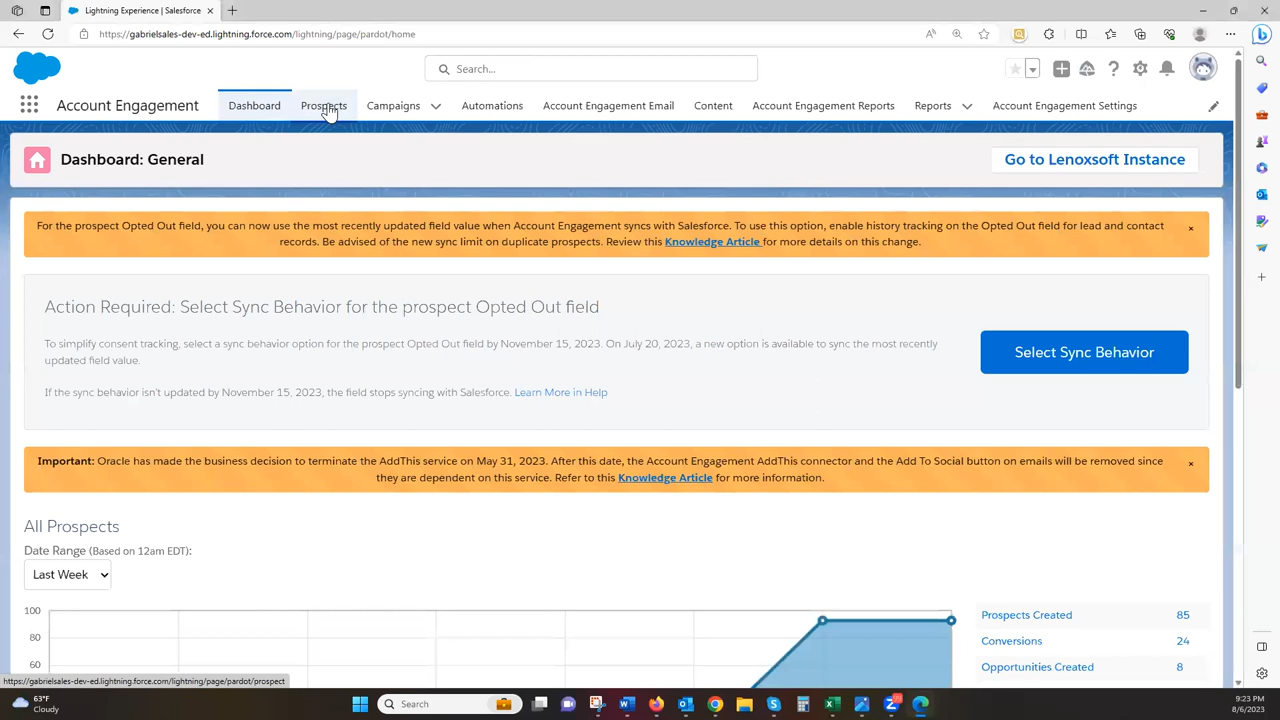 Lightning Experience | Salesforce
https://gabrielsales-dev-ed.lightning.force.com/lightning/page/pardot/home
Search...
Account Engagement
Dashboard
Prospects
Campaigns
Automations
Account Engagement Email
Content
Account Engagement Reports
Reports
Account Engagement Settings
Dashboard: General
Go to Lenoxsoft Instance
For the prospect Opted Out field, you can now use the most recently updated field value when Account Engagement syncs with Salesforce. To use this option, enable history tracking on the Opted Out field for lead and contact
records. Be advised of the new sync limit on duplicate prospects. Review this Knowledge Article for more details on this change.
×
Action Required: Select Sync Behavior for the prospect Opted Out field
To simplify consent tracking, select a sync behavior option for the prospect Opted Out field by November 15, 2023. On July 20, 2023, a new option is available to sync the most recently
updated field value.
If the sync behavior isn't updated by November 15, 2023, the field stops syncing with Salesforce. Learn More in Help
Select Sync Behavior
Important: Oracle has made the business decision to terminate the AddThis service on May 31, 2023. After this date, the Account Engagement AddThis connector and the Add To Social button on emails will be removed since
they are dependent on this service. Refer to this Knowledge Article for more information.
×
All Prospects
Date Range (Based on 12am EDT):
Last Week
100
80
60
Prospects Created 85
Conversions 24
Opportunities Created 8
https://gabrielsales-dev-ed.lightning.force.com/lightning/page/pardot/prospect
63°F
Cloudy
Search
9:23 PM
8/6/2023